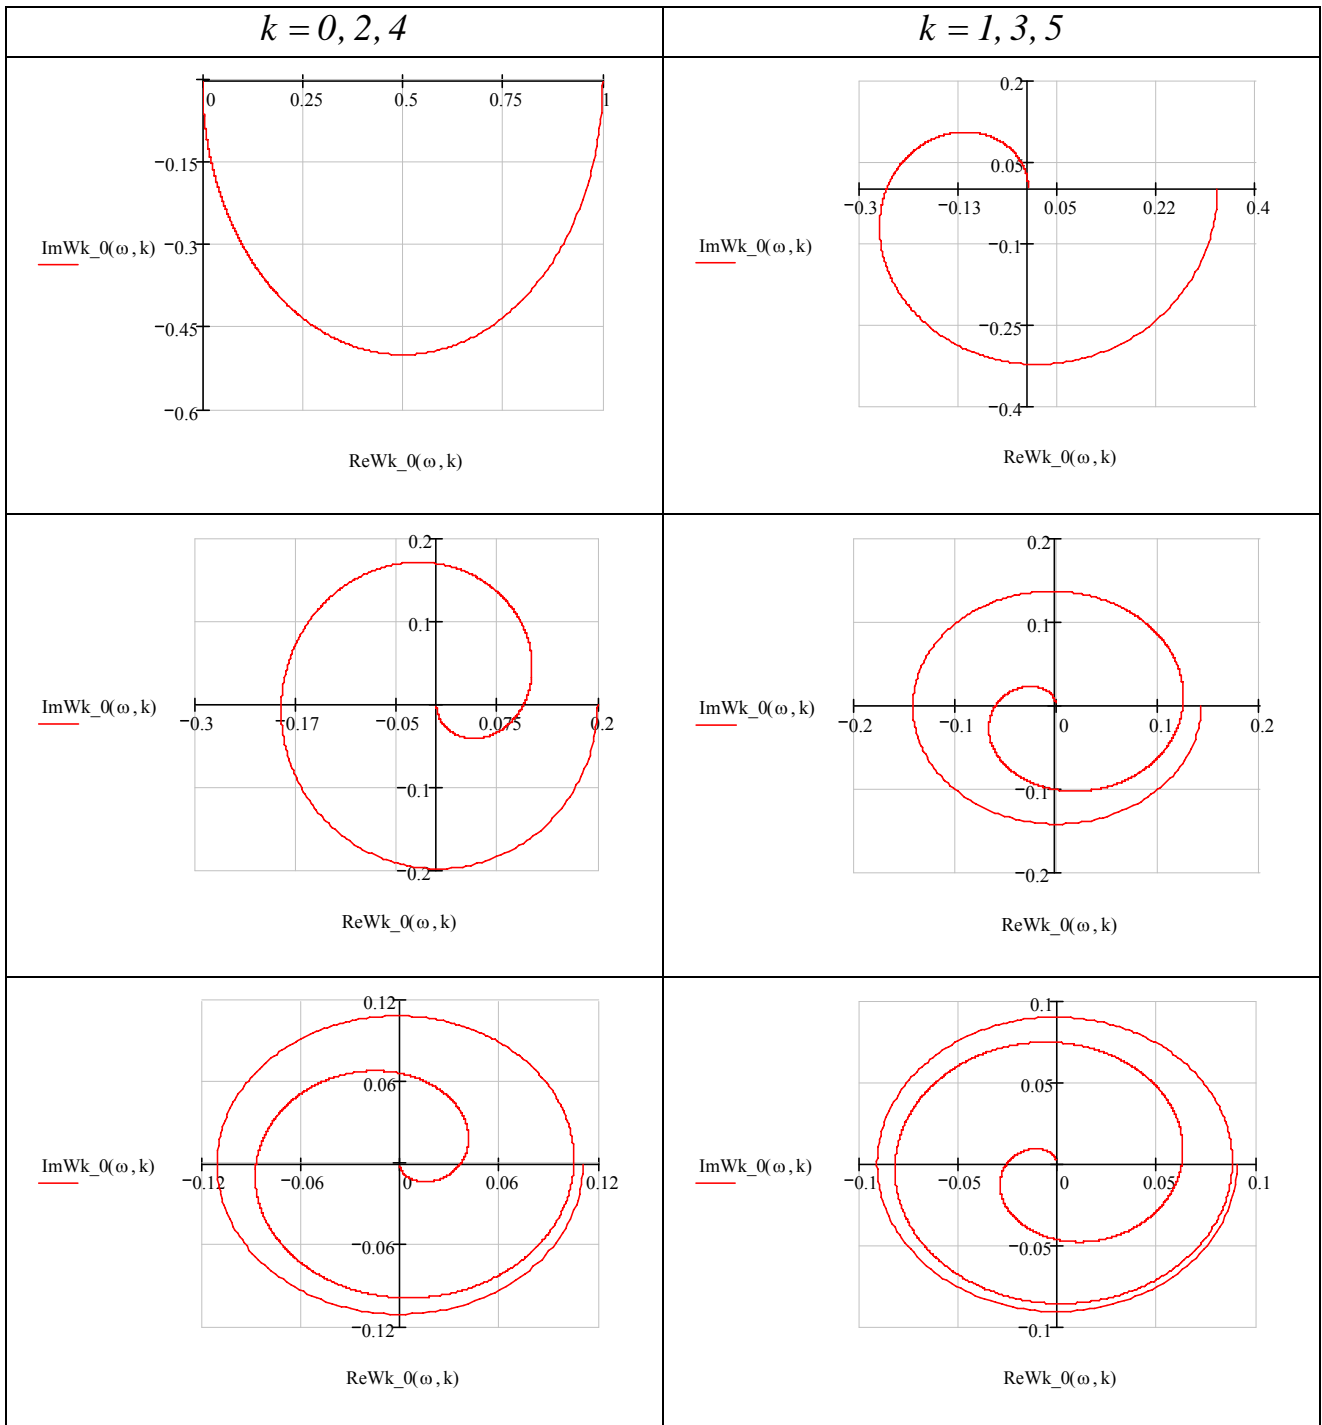 k = 0, 2, 4
k = 1, 3, 5
0 0.25 0.5 0.75 1
−0.15
−0.3
−0.45
−0.6
ImWk_0(ω, k)
ReWk_0(ω, k)
0.2
0.05
−0.3 −0.13 0.05 0.22 0.4
−0.1
−0.25
−0.4
ImWk_0(ω, k)
ReWk_0(ω, k)
0.2
0.1
−0.3 −0.17 −0.05 0.075 0.2
−0.1
−0.2
ImWk_0(ω, k)
ReWk_0(ω, k)
0.2
0.1
−0.2 −0.1 0 0.1 0.2
−0.1
−0.2
ImWk_0(ω, k)
ReWk_0(ω, k)
0.12
0.06
−0.12 −0.06 0 0.06 0.12
−0.06
−0.12
ImWk_0(ω, k)
ReWk_0(ω, k)
0.1
0.05
−0.1 −0.05 0 0.05 0.1
−0.05
−0.1
ImWk_0(ω, k)
ReWk_0(ω, k)